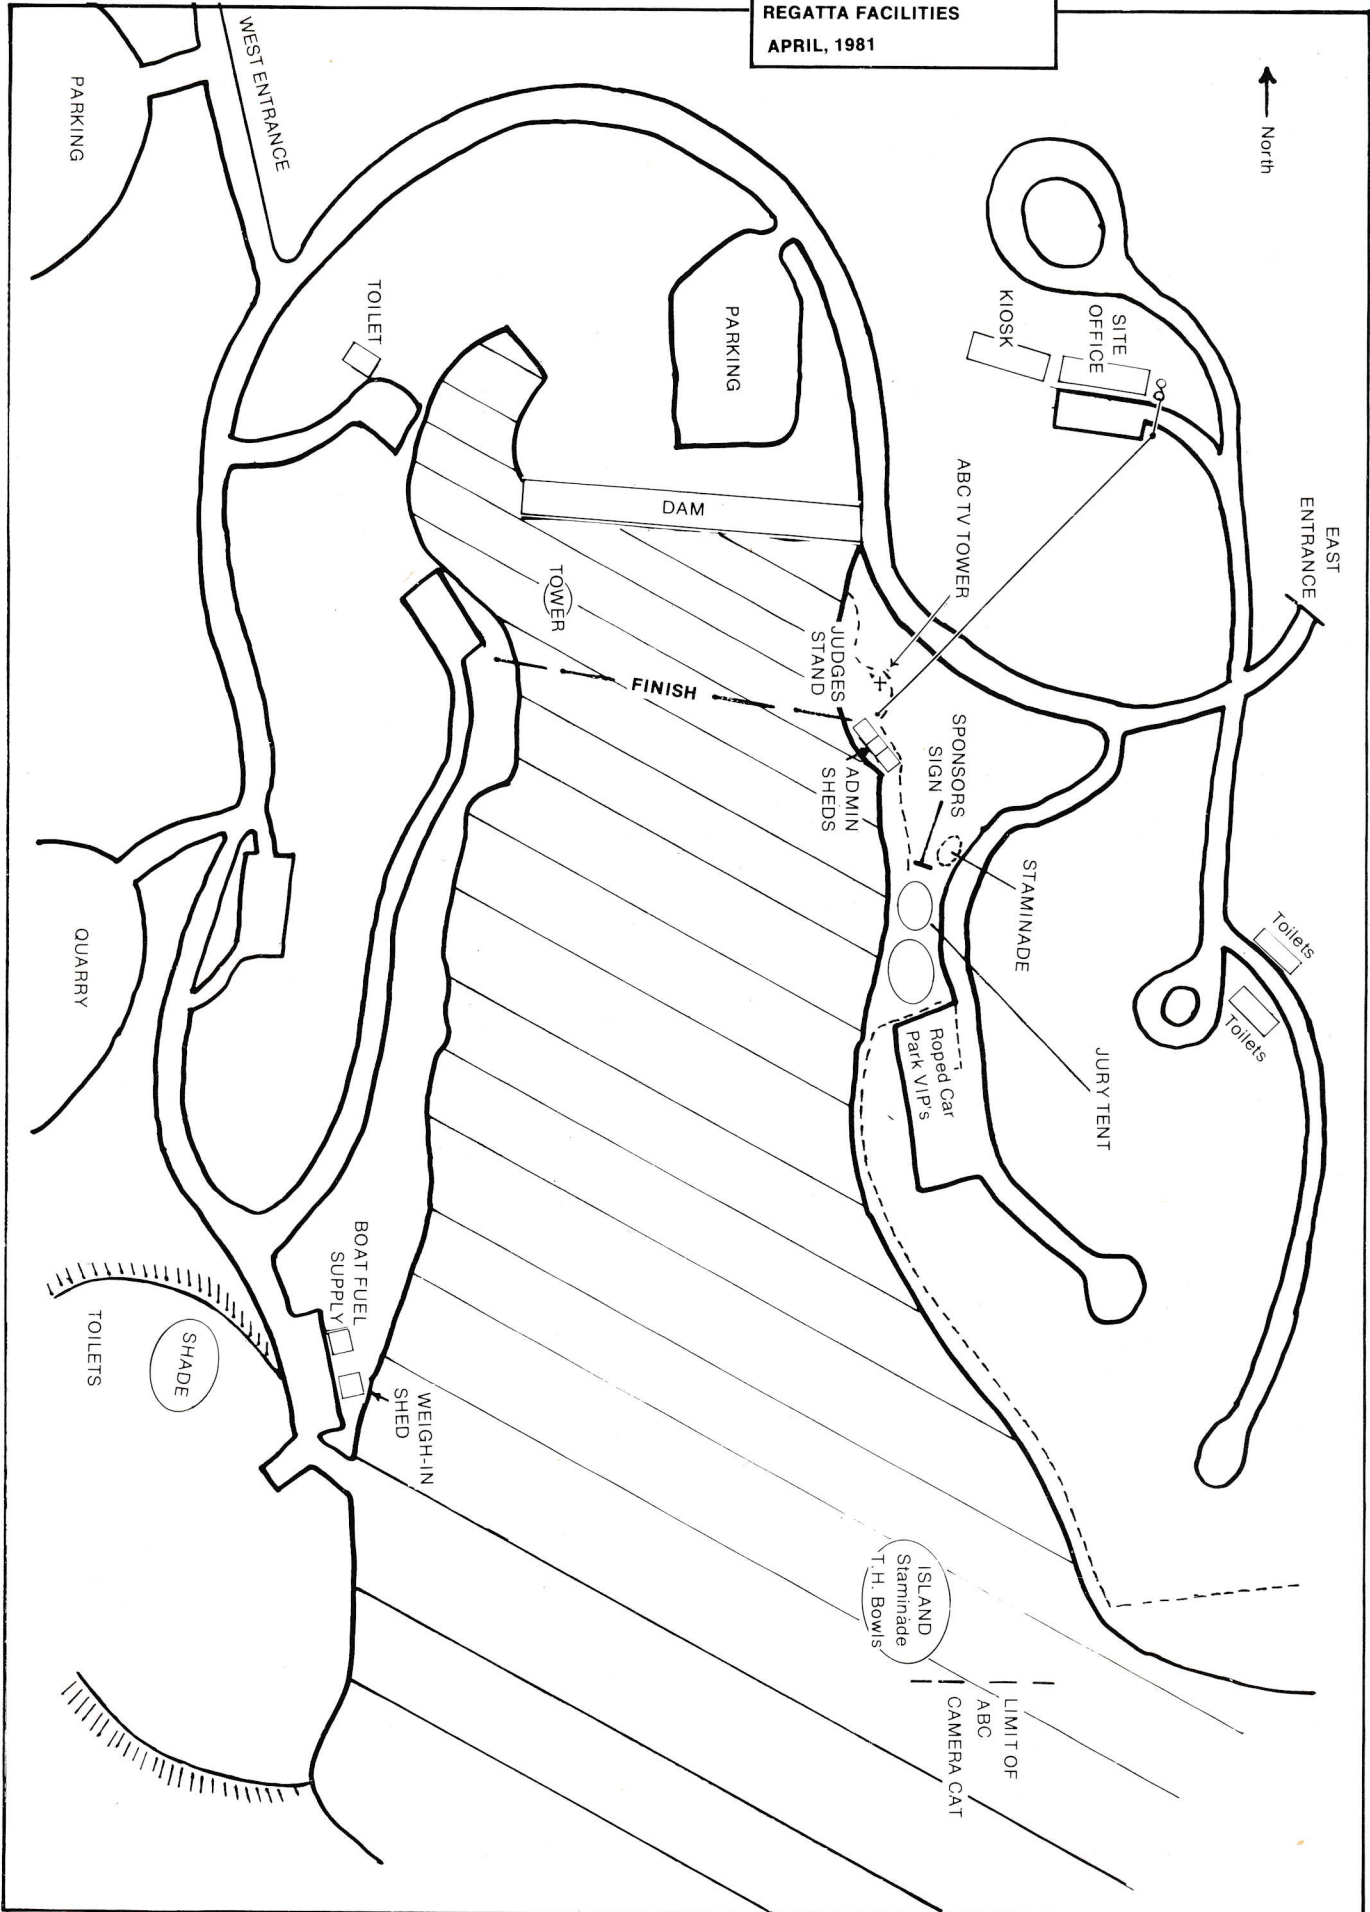 REGATTA FACILITIES
APRIL, 1981
North
WEST ENTRANCE
PARKING
TOILET
PARKING
KIOSK
SITE
OFFICE
EAST
ENTRANCE
ABC TV TOWER
DAM
TOWER
JUDGES
STAND
FINISH
ADMIN
SHEDS
SPONSORS
SIGN
STAMINADE
Toilets
Toilets
JURY TENT
Roped Car
Park VIP's
QUARRY
BOAT FUEL
SUPPLY
WEIGH-IN
SHED
SHADE
TOILETS
ISLAND
Staminade
T.H. Bowls
LIMIT OF
ABC
CAMERA CAT